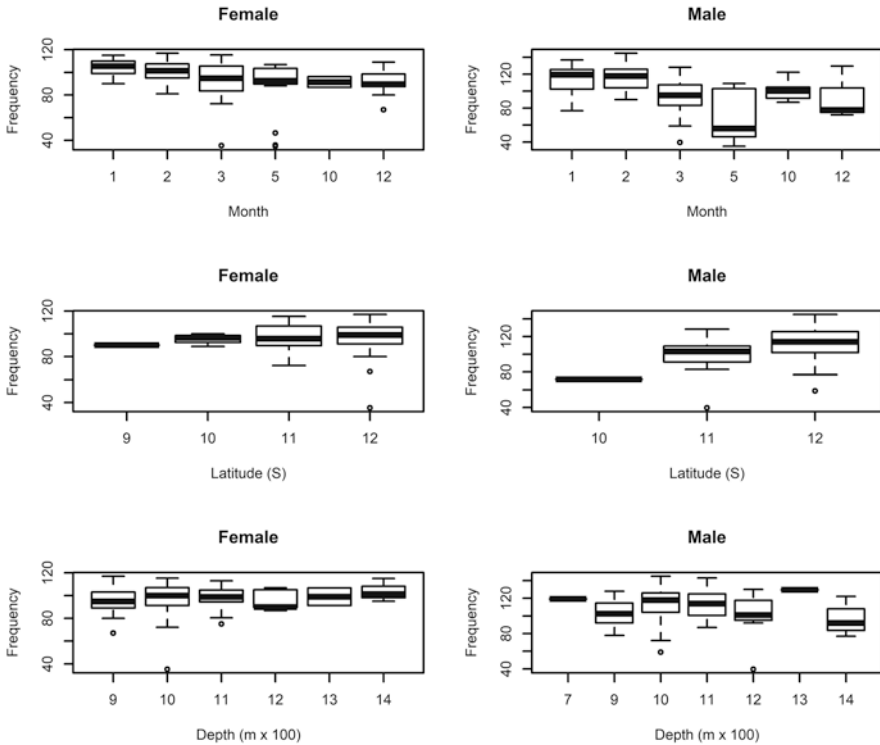 Female
Male
Frequency
40
80
120
1 2 3 5 10 12
Month
Frequency
40
80
120
1 2 3 5 10 12
Month
Female
Male
Frequency
40
80
120
9 10 11 12
Latitude (S)
Frequency
40
80
120
10 11 12
Latitude (S)
Female
Male
Frequency
40
80
120
9 10 11 12 13 14
Depth (m x 100)
Frequency
40
80
120
7 9 10 11 12 13 14
Depth (m x 100)